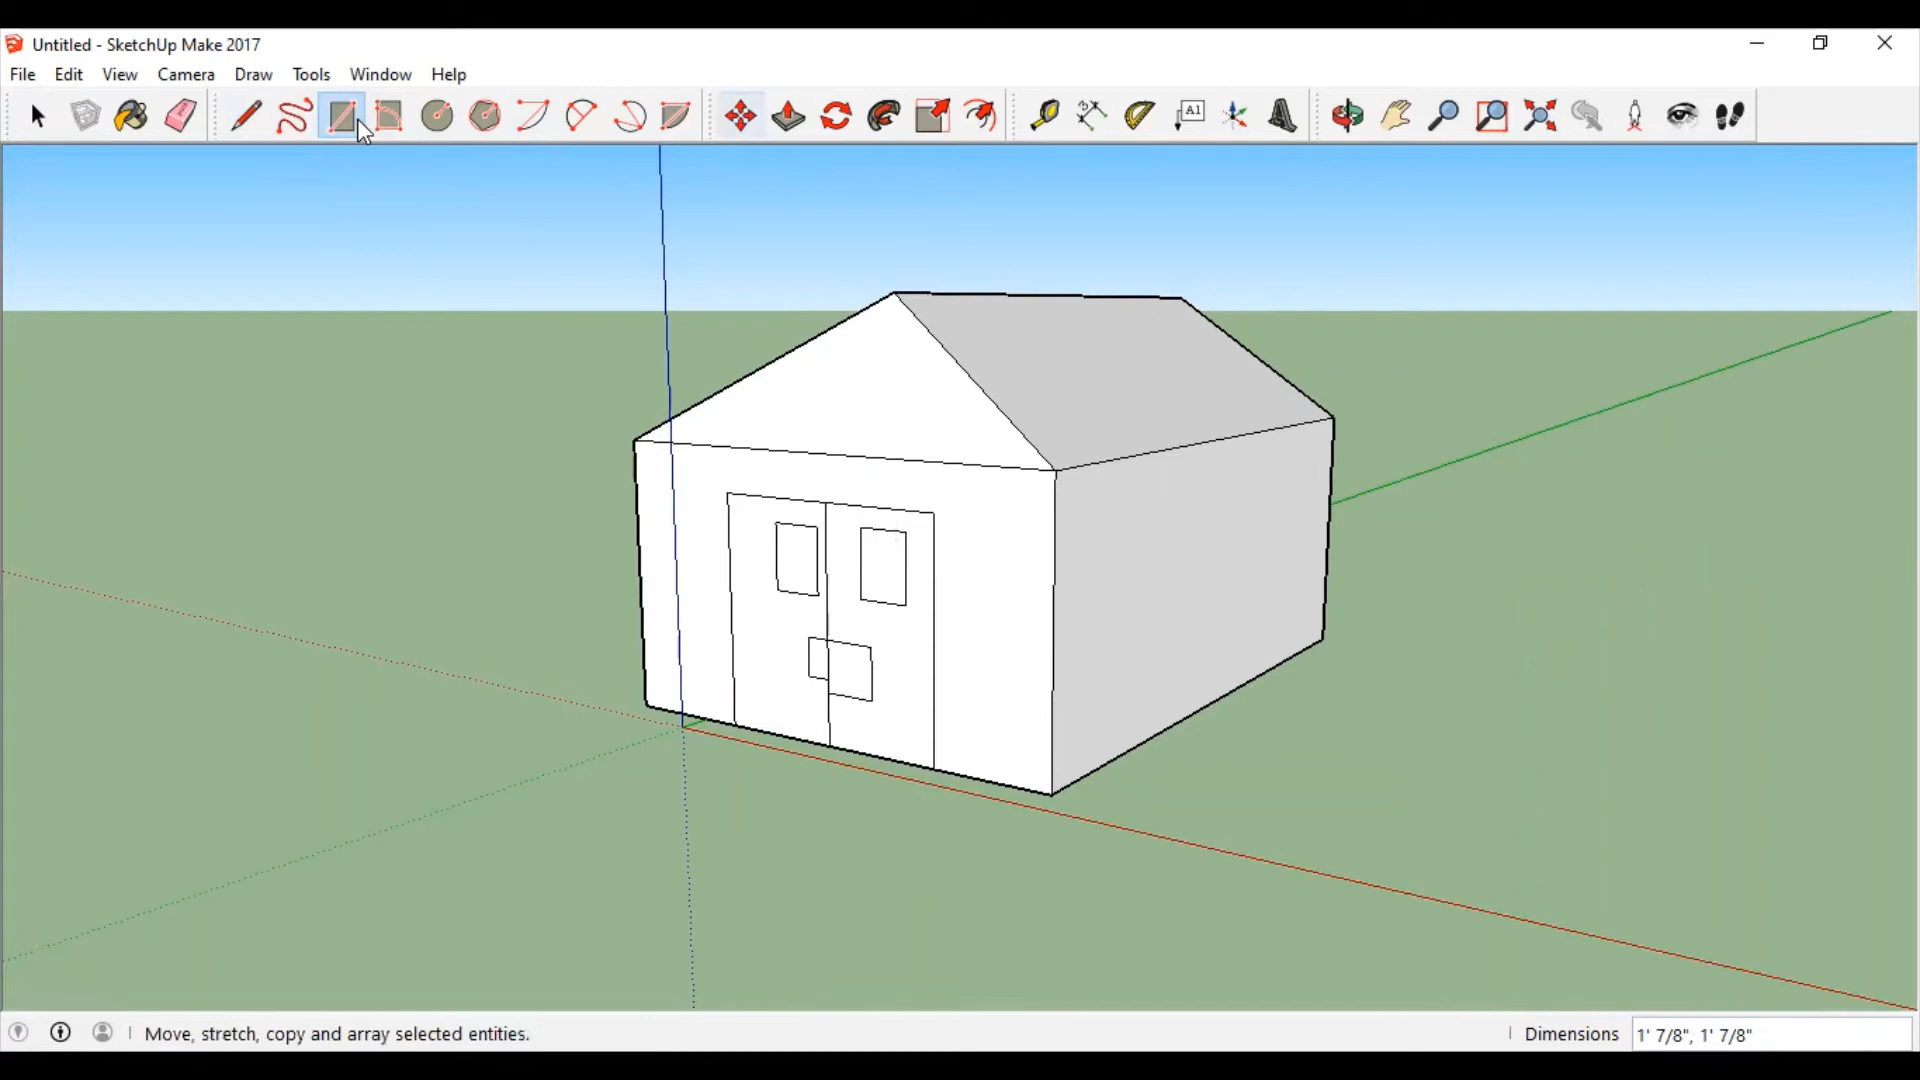 Untitled - SketchUp Make 2017
File Edit View Camera Draw Tools Window Help
A1
Move, stretch, copy and array selected entities.
Dimensions 1' 7/8", 1' 7/8"